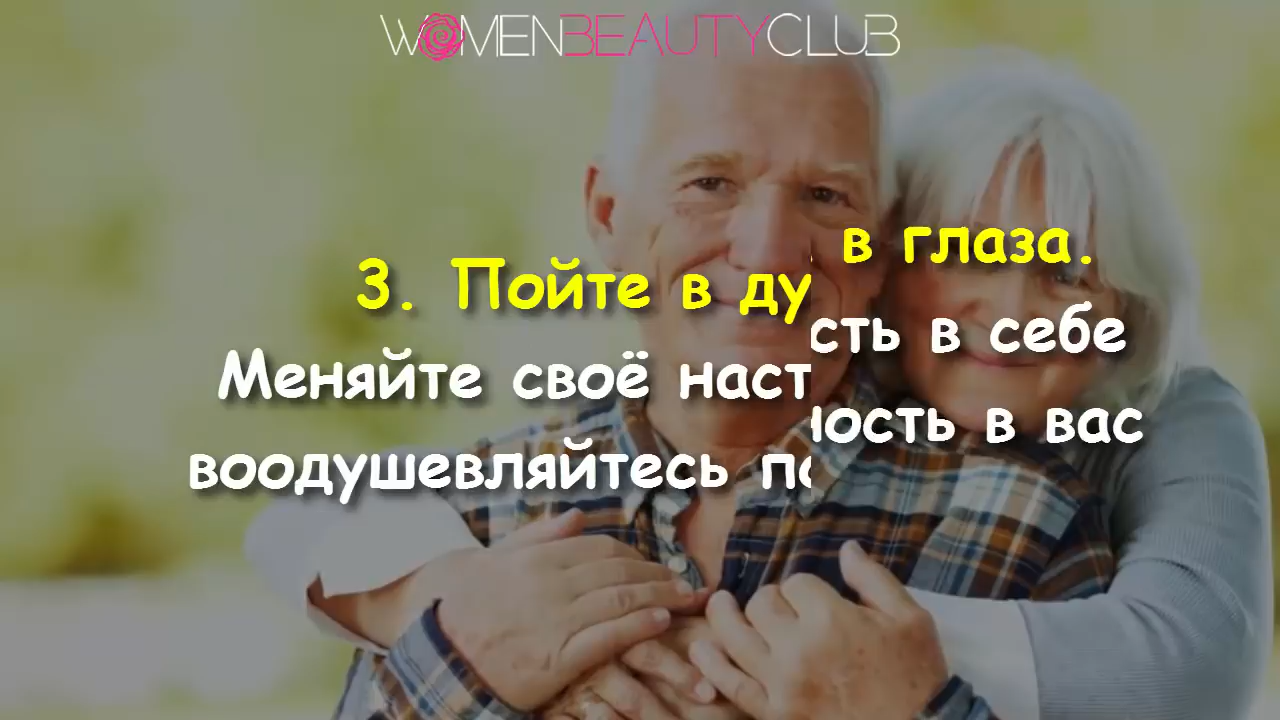 WOMENBEAUTYCLUB
в глаза.
3. Пойте в ду
сть в себе
Меняйте своё наст
ость в вас
воодушевляйтесь